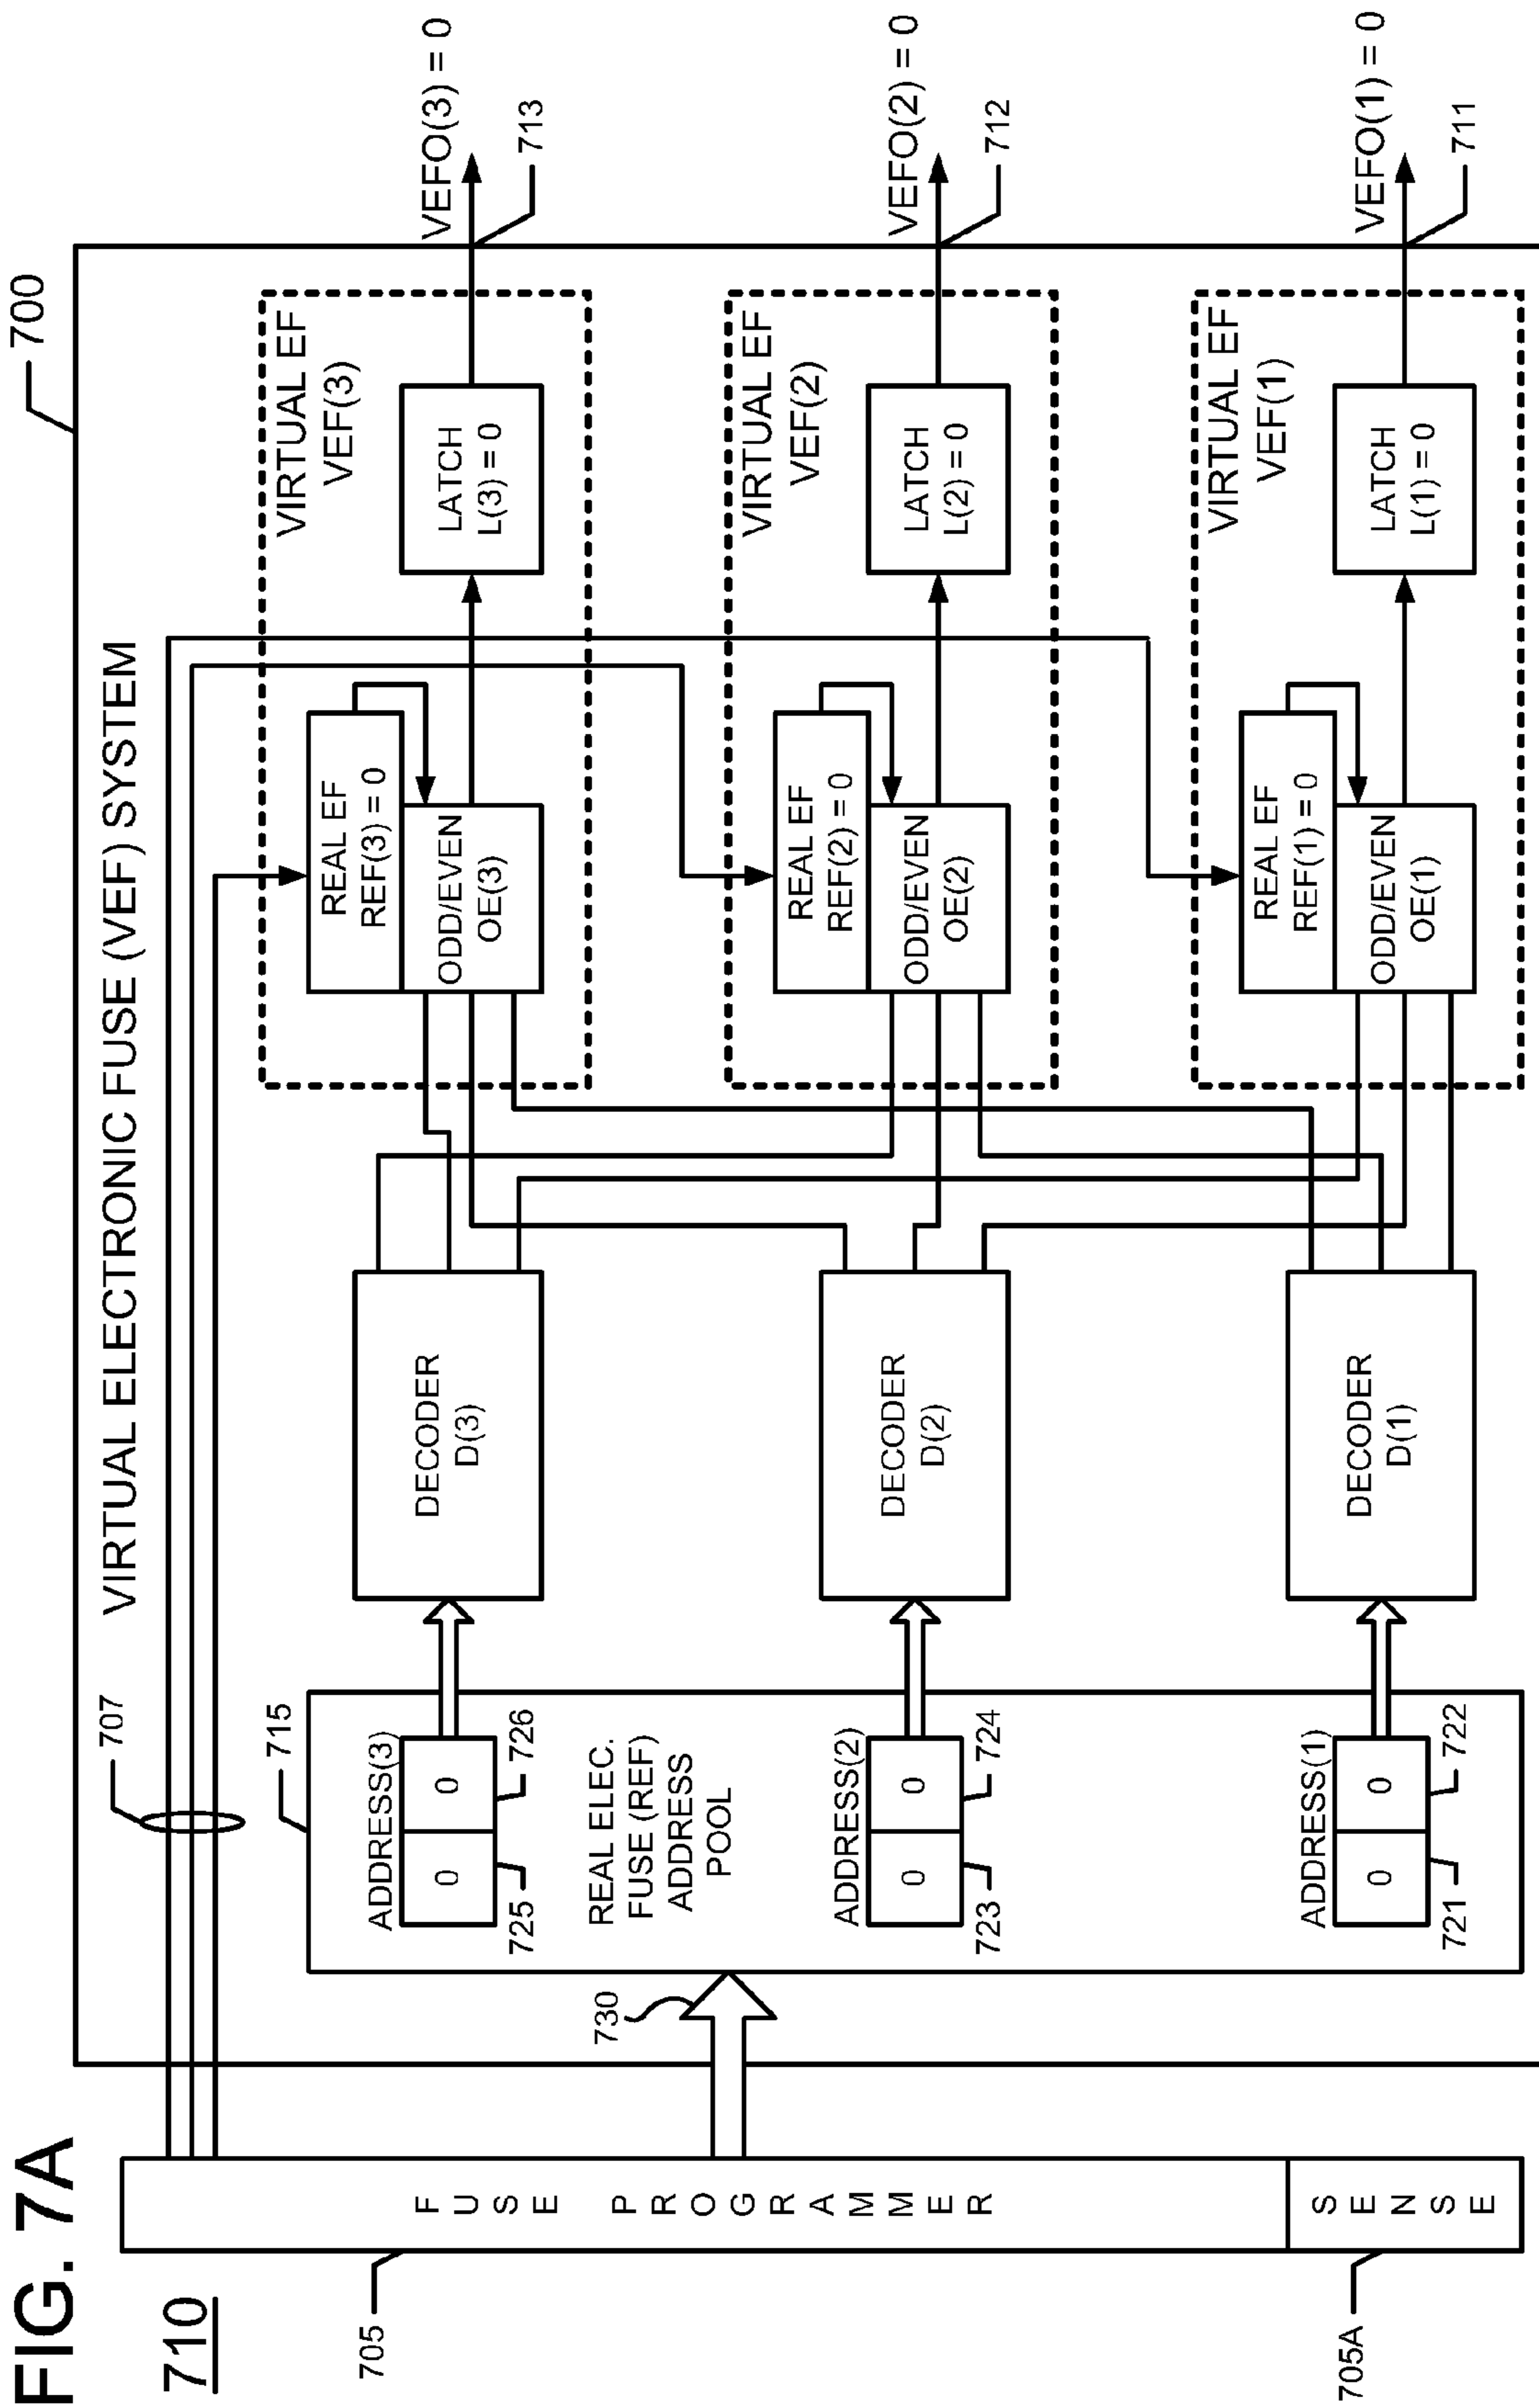 FIG. 7A
710
700
VIRTUAL ELECTRONIC FUSE (VEF) SYSTEM
707
705
FUSE PROGRAMMER
SENSE
705A
730
715
ADDRESS(3)
0 0
725
726
REAL ELEC.
FUSE (REF)
ADDRESS
POOL
ADDRESS(2)
0 0
723
724
ADDRESS(1)
0 0
721
722
DECODER
D(3)
DECODER
D(2)
DECODER
D(1)
VIRTUAL EF
VEF(3)
REAL EF
REF(3) = 0
ODD/EVEN
OE(3)
LATCH
L(3) = 0
VEFO(3) = 0
713
VIRTUAL EF
VEF(2)
REAL EF
REF(2) = 0
ODD/EVEN
OE(2)
LATCH
L(2) = 0
VEFO(2) = 0
712
VIRTUAL EF
VEF(1)
REAL EF
REF(1) = 0
ODD/EVEN
OE(1)
LATCH
L(1) = 0
VEFO(1) = 0
711